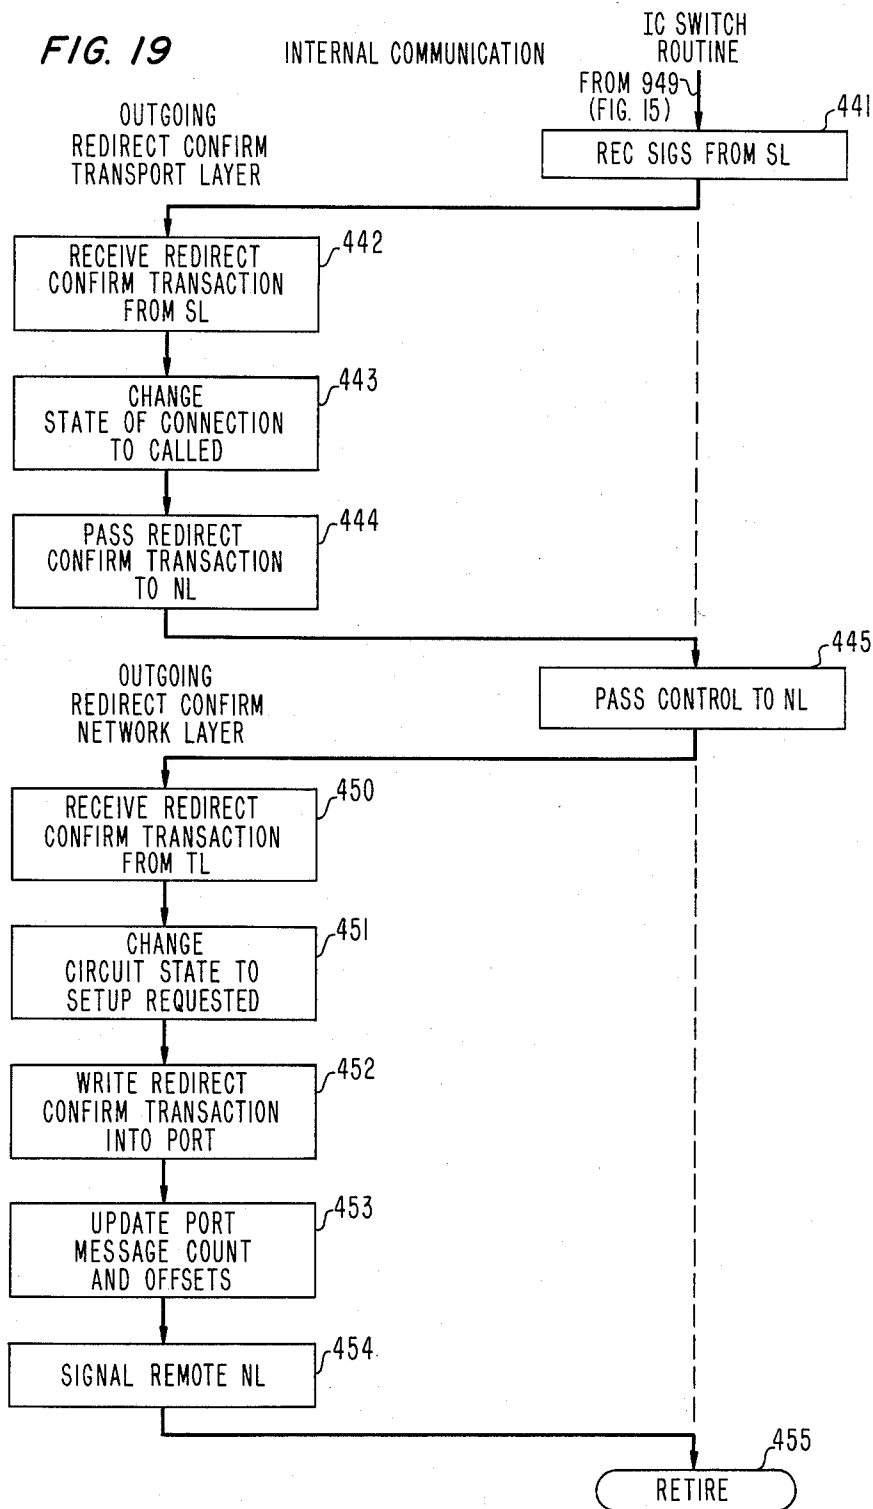 FIG. 19
INTERNAL COMMUNICATION
IC SWITCH
ROUTINE
FROM 949
(FIG. 15)
441
REC SIGS FROM SL
OUTGOING
REDIRECT CONFIRM
TRANSPORT LAYER
442
RECEIVE REDIRECT
CONFIRM TRANSACTION
FROM SL
443
CHANGE
STATE OF CONNECTION
TO CALLED
444
PASS REDIRECT
CONFIRM TRANSACTION
TO NL
445
PASS CONTROL TO NL
OUTGOING
REDIRECT CONFIRM
NETWORK LAYER
450
RECEIVE REDIRECT
CONFIRM TRANSACTION
FROM TL
451
CHANGE
CIRCUIT STATE TO
SETUP REQUESTED
452
WRITE REDIRECT
CONFIRM TRANSACTION
INTO PORT
453
UPDATE PORT
MESSAGE COUNT
AND OFFSETS
454
SIGNAL REMOTE NL
455
RETIRE